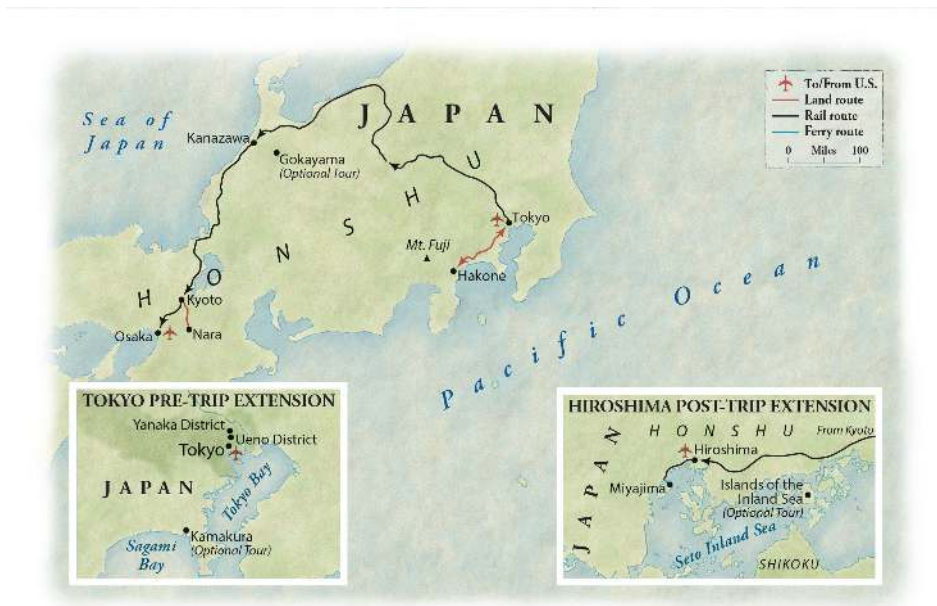 To/From U.S.
Land route
Rail route
Ferry route
0 Miles 100
JAPAN
Sea of
Japan
Kanazawa
Gokayama
(Optional Tour)
HONSHU
Tokyo
Mt. Fuji
Hakone
Kyoto
Osaka
Nara
Pacific Ocean
TOKYO PRE-TRIP EXTENSION
Yanaka District
Ueno District
Tokyo
JAPAN
Tokyo Bay
Kamakura
(Optional Tour)
Sagami
Bay
HIROSHIMA POST-TRIP EXTENSION
HONSHU
From Kyoto
JAPAN
Hiroshima
Miyajima
Islands of the
Inland Sea
(Optional Tour)
Seto Inland Sea
SHIKOKU